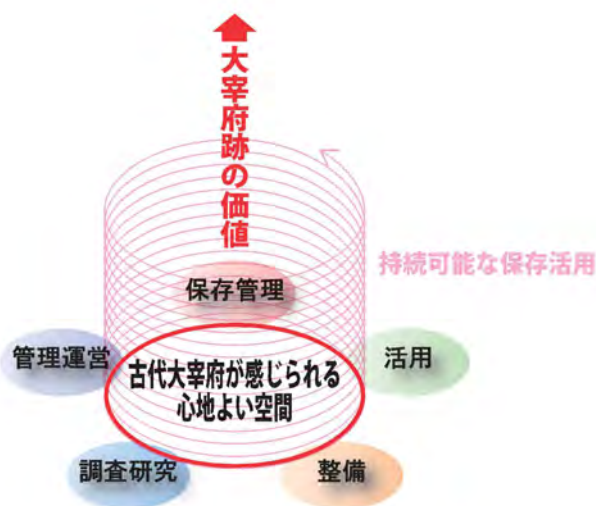 大宰府跡の価値
持続可能な保存活用
保存管理
管理運営
古代大宰府が感じられる
心地よい空間
活用
調査研究
整備